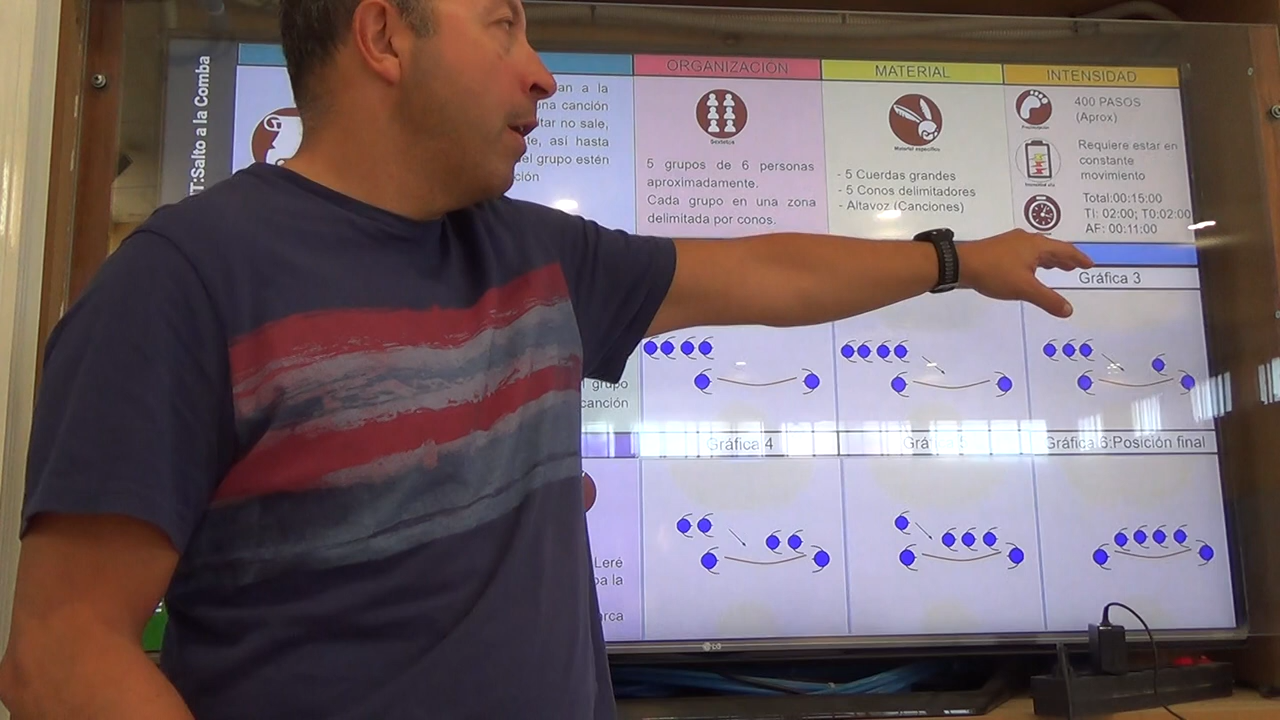 T:Salto a la Comba
an a la
una canción
ltar no sale,
te, así hasta
el grupo estén
ción
ORGANIZACIÓN
Sextetos
5 grupos de 6 personas
aproximadamente.
Cada grupo en una zona
delimitada por conos.
MATERIAL
Material específico
- 5 Cuerdas grandes
- 5 Conos delimitadores
- Altavoz (Canciones)
INTENSIDAD
400 PASOS
(Aprox)
Requiere estar en
constante
movimiento
Total:00:15:00
TI: 02:00; T0:02:00
AF: 00:11:00
Gráfica 3
grupo
canción
Gráfica 4
Gráfica 6:Posición final
Leré
ba la
rca
LG